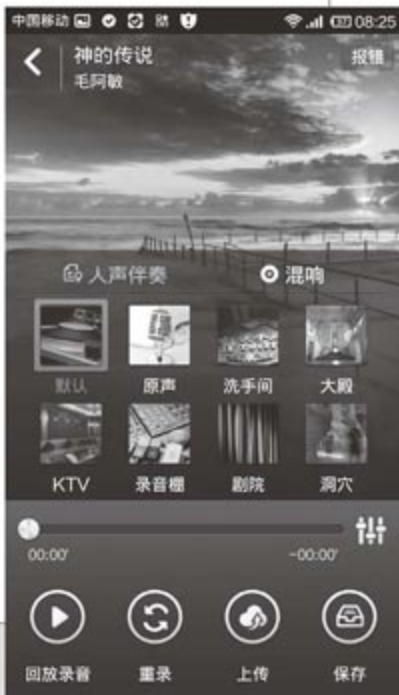 中国移动 08:25
神的传说 报错
毛阿敏
人声伴奏 混响
默认 原声 洗手间 大殿
KTV 录音棚 剧院 洞穴
00:00' -00:00'
回放录音 重录 上传 保存